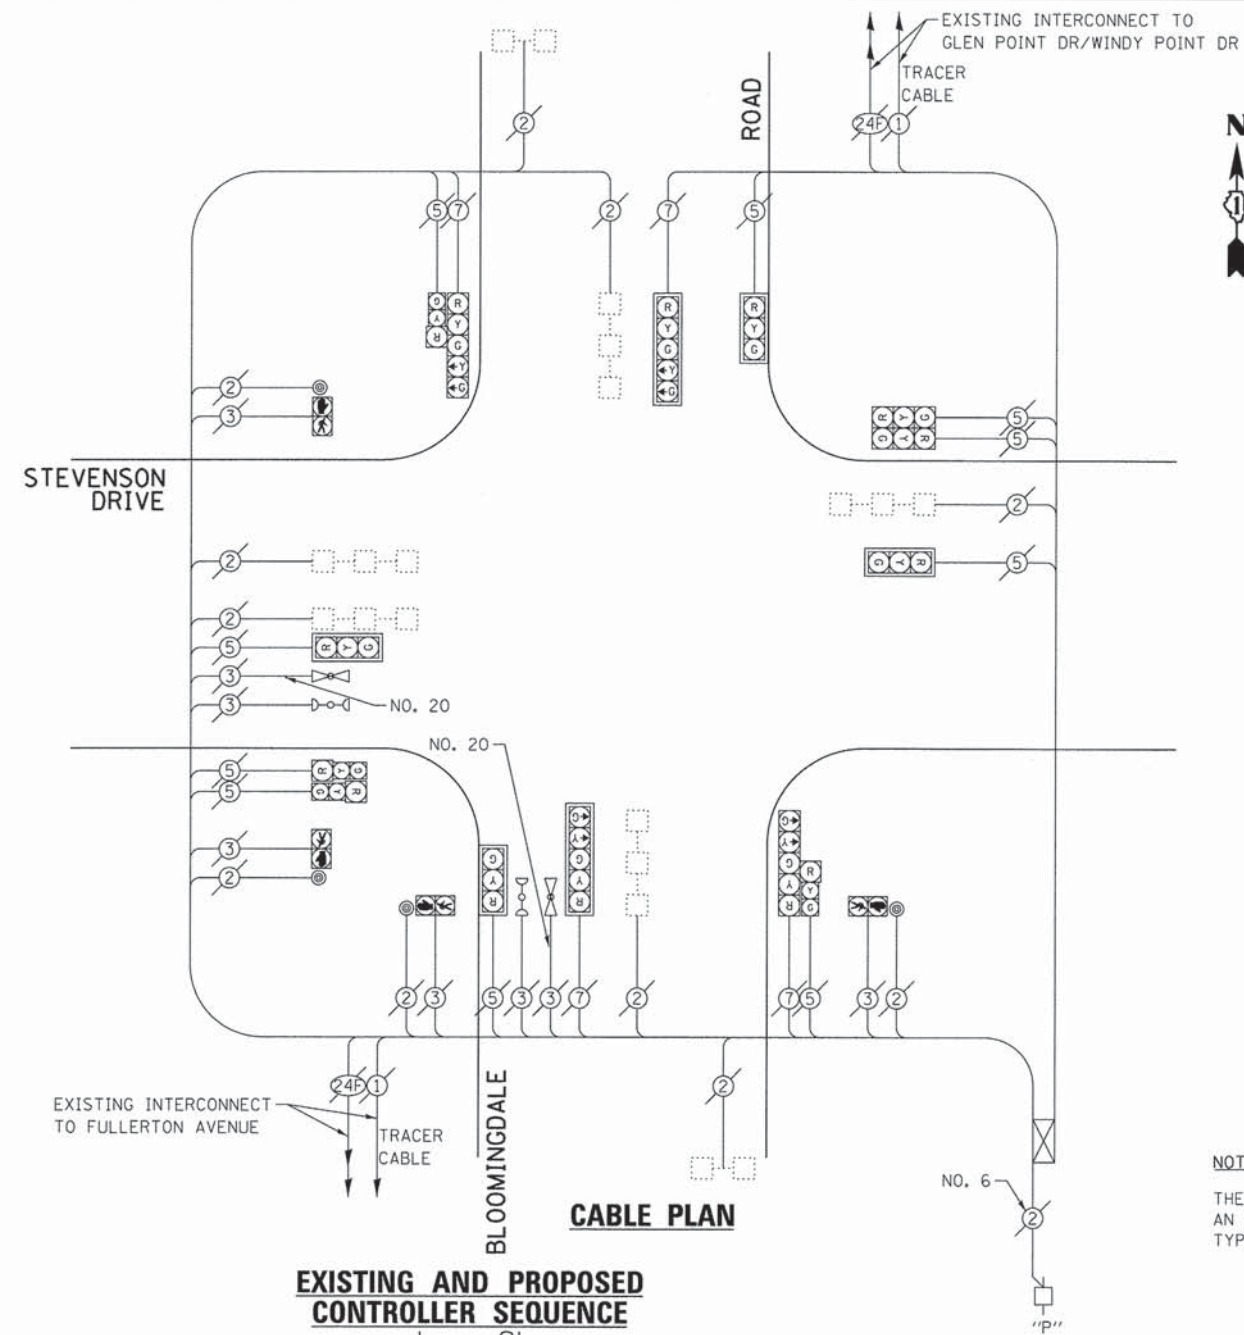 EXISTING INTERCONNECT TO
GLEN POINT DR/WINDY POINT DR
TRACER
CABLE
ROAD
N
1
24F 1
2
5 7 2 7 5
G Y R
R Y G Y G
R Y G Y G
R Y G
2
3
R Y G 5
G Y R 5
STEVENSON
DRIVE
2
2
R Y G 5
2
2
5 R Y G
3
3
NO. 20
NO. 20
5 R Y G
5 G Y R
3
2
G Y G Y R
G Y R
G Y G Y R
R Y G
2 3 5 3 3 7 2 7 5 3 2
24F 1
2
EXISTING INTERCONNECT
TO FULLERTON AVENUE
TRACER
CABLE
BLOOMINGDALE
NO. 6
2
"P"
CABLE PLAN
NOT
THE
AN
TYP
EXISTING AND PROPOSED
CONTROLLER SEQUENCE